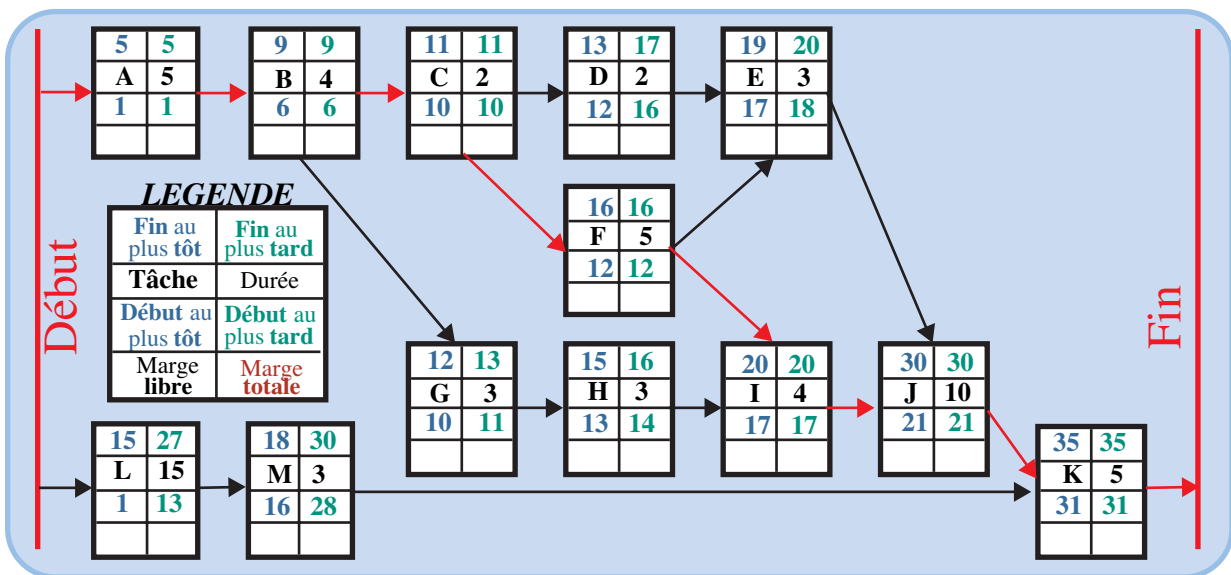 5 5
A 5
1 1
9 9
B 4
6 6
11 11
C 2
10 10
13 17
D 2
12 16
19 20
E 3
17 18
LEGENDE
Fin au plus tôt
Fin au plus tard
Tâche Durée
Début au plus tôt
Début au plus tard
Marge libre
Marge totale
Début
16 16
F 5
12 12
Fin
12 13
G 3
10 11
15 16
H 3
13 14
20 20
I 4
17 17
30 30
J 10
21 21
15 27
L 15
1 13
18 30
M 3
16 28
35 35
K 5
31 31